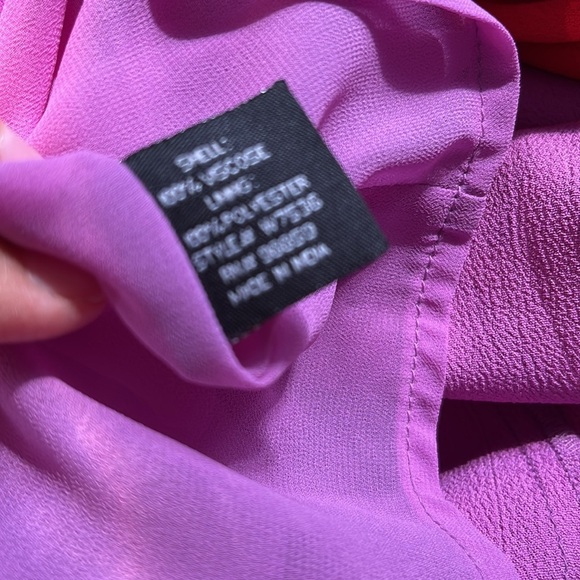 SHELL:
100% VISCOSE
LINING:
100% POLYESTER
STYLE#
RN#
MADE IN INDIA